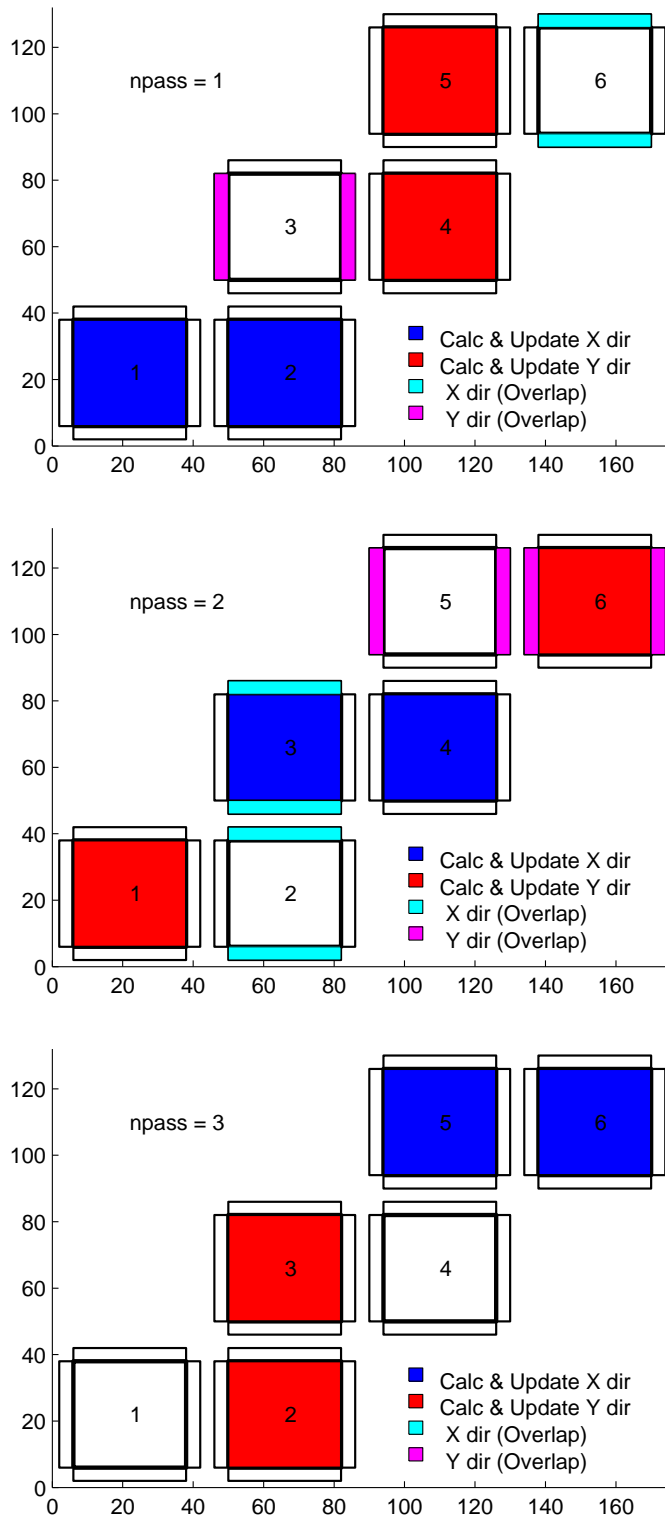 120
npass = 1
5
6
100
80
3
4
60
40
Calc & Update X dir
1
2
Calc & Update Y dir
20
X dir (Overlap)
Y dir (Overlap)
0
0 20 40 60 80 100 120 140 160
120
npass = 2
5
6
100
80
3
4
60
40
Calc & Update X dir
1
2
Calc & Update Y dir
20
X dir (Overlap)
Y dir (Overlap)
0
0 20 40 60 80 100 120 140 160
120
npass = 3
5
6
100
80
3
4
60
40
Calc & Update X dir
1
2
Calc & Update Y dir
20
X dir (Overlap)
Y dir (Overlap)
0
0 20 40 60 80 100 120 140 160